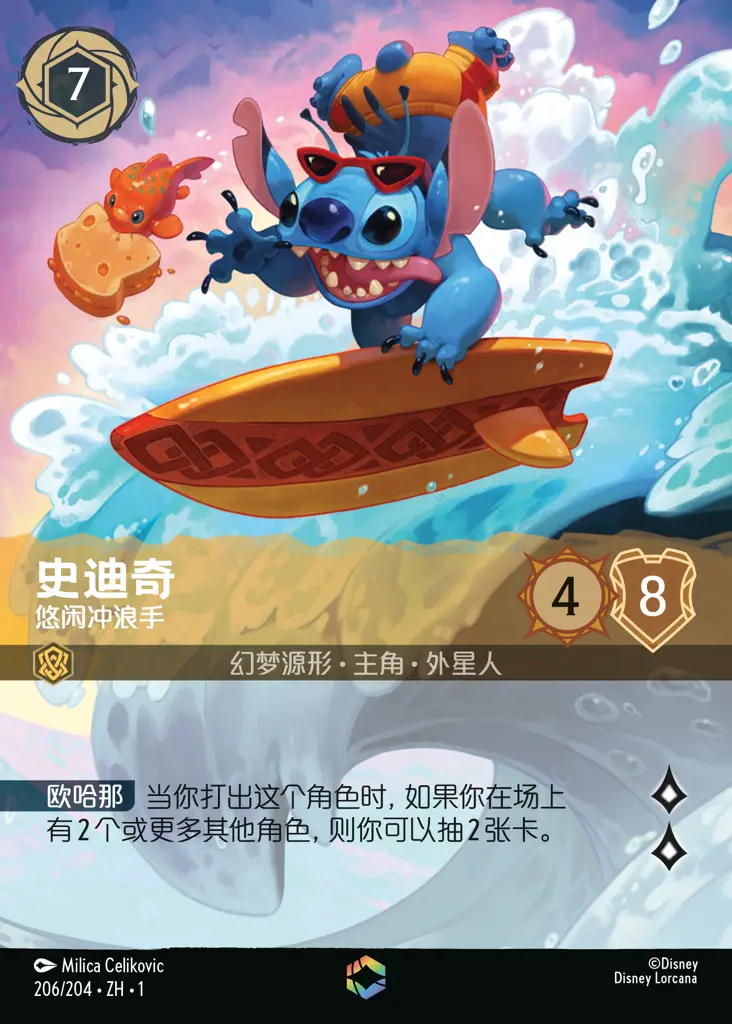 7
史迪奇
悠闲冲浪手
4
8
幻梦源形 • 主角 • 外星人
欧哈那 当你打出这个角色时, 如果你在场上
有2个或更多其他角色, 则你可以抽2张卡。
Milica Celikovic
©Disney
206/204 • ZH • 1
Disney Lorcana